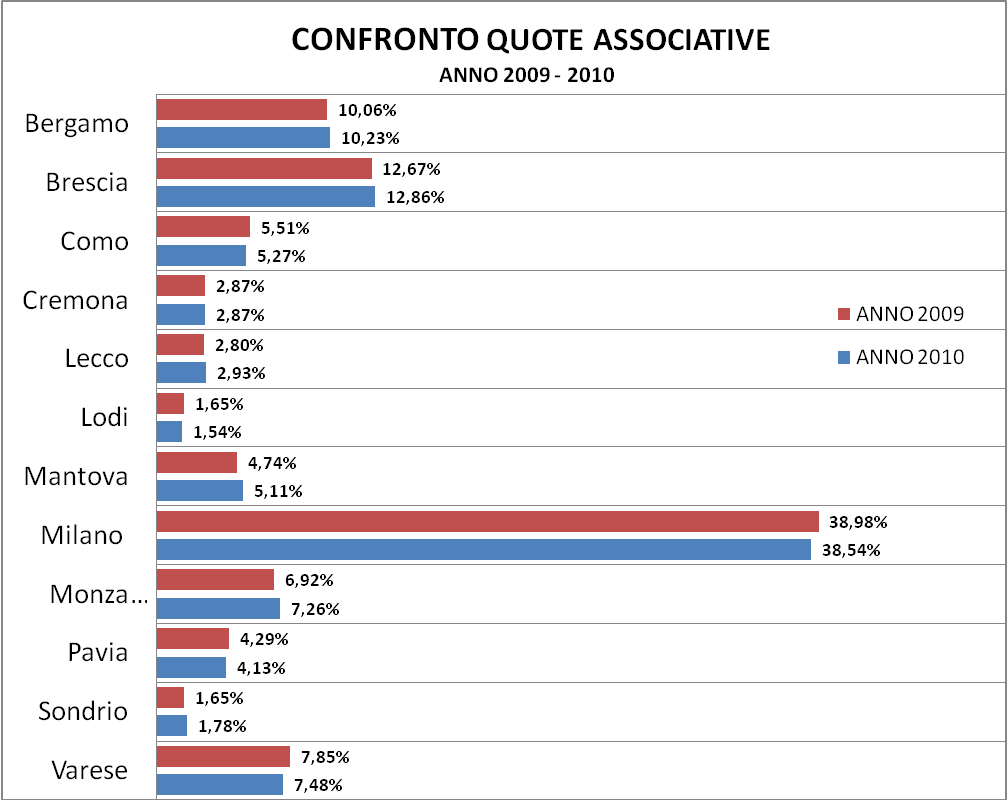 CONFRONTO QUOTE ASSOCIATIVE
ANNO 2009 - 2010
Bergamo
10,06%
10,23%
Brescia
12,67%
12,86%
Como
5,51%
5,27%
Cremona
2,87%
2,87%
Lecco
2,80%
2,93%
Lodi
1,65%
1,54%
Mantova
4,74%
5,11%
Milano
38,98%
38,54%
Monza ...
6,92%
7,26%
Pavia
4,29%
4,13%
Sondrio
1,65%
1,78%
Varese
7,85%
7,48%
ANNO 2009
ANNO 2010